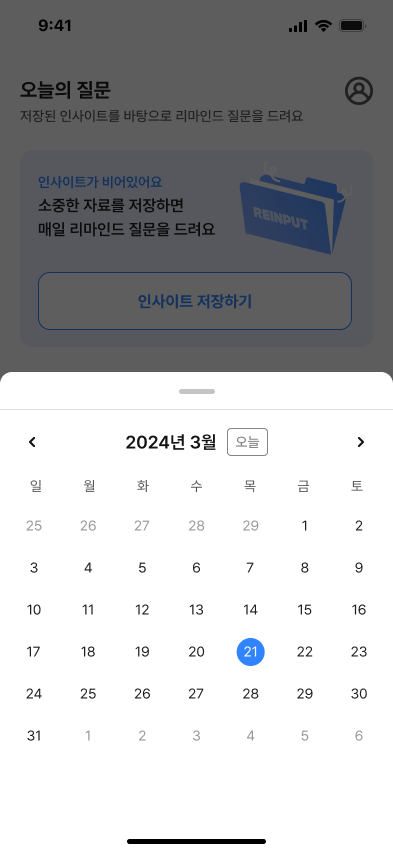 9:41
오늘의 질문
저장된 인사이트를 바탕으로 리마인드 질문을 드려요
인사이트가 비어있어요
소중한 자료를 저장하면
매일 리마인드 질문을 드려요
REINPUT
인사이트 저장하기
2024년 3월 오늘
일 월 화 수 목 금 토
25 26 27 28 29 1 2
3 4 5 6 7 8 9
10 11 12 13 14 15 16
17 18 19 20 21 22 23
24 25 26 27 28 29 30
31 1 2 3 4 5 6